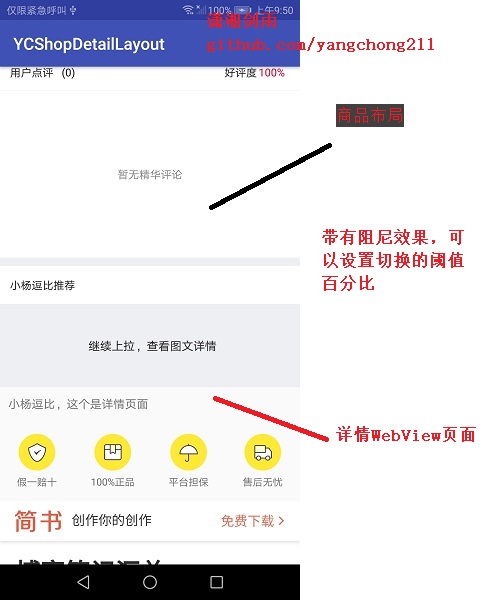 仅限紧急呼叫 100% 上午9:50
潇湘剑雨
YCShopDetailLayout
github.com/yangchong211
用户点评 (0) 好评度 100%
商品布局
暂无精华评论
带有阻尼效果，可
以设置切换的阈值
百分比
小杨逗比推荐
继续上拉，查看图文详情
小杨逗比，这个是详情页面
详情WebView页面
假一赔十 100%正品 平台担保 售后无忧
简书 创作你的创作 免费下载